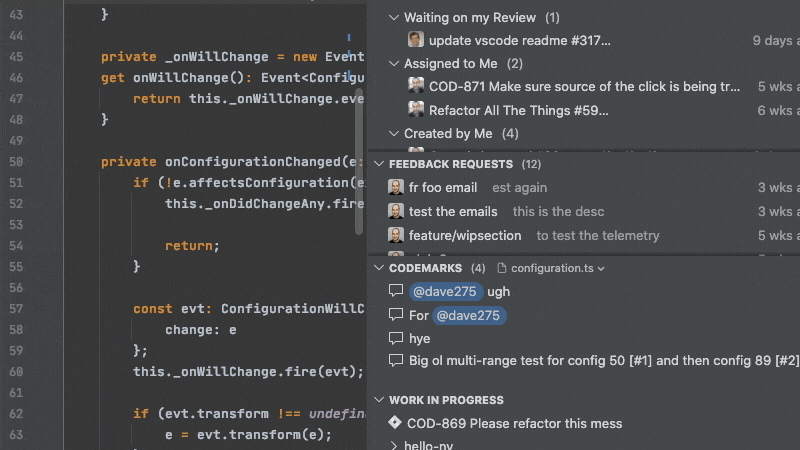 43 }
44
45 private _onWillChange = new Event
46 get onWillChange(): Event<Configu
47 return this._onWillChange.eve
48 }
49
50 private onConfigurationChanged(e:
51 if (!e.affectsConfiguration(e
52 this._onDidChangeAny.fire
53
54 return;
55 }
56
57 const evt: ConfigurationWillC
58 change: e
59 };
60 this._onWillChange.fire(evt);
61
62 if (evt.transform !== undefine
63 e = evt.transform(e);
Waiting on my Review (1)
update vscode readme #317... 9 days a
Assigned to Me (2)
COD-871 Make sure source of the click is being tr... 5 wks a
Refactor All The Things #59... 6 wks a
Created by Me (4)
FEEDBACK REQUESTS (12)
fr foo email est again 3 wks a
test the emails this is the desc 3 wks a
feature/wipsection to test the telemetry 5 wks a
CODEMARKS (4) configuration.ts
@dave275 ugh
For @dave275
hye
Big ol multi-range test for config 50 [#1] and then config 89 [#2]
WORK IN PROGRESS
COD-869 Please refactor this mess
hello-ny